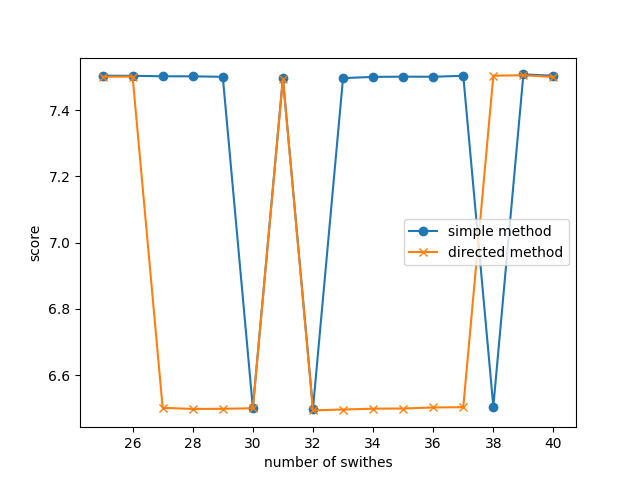 7.4
7.2
7.0
6.8
6.6
score
simple method
directed method
26 28 30 32 34 36 38 40
number of swithes